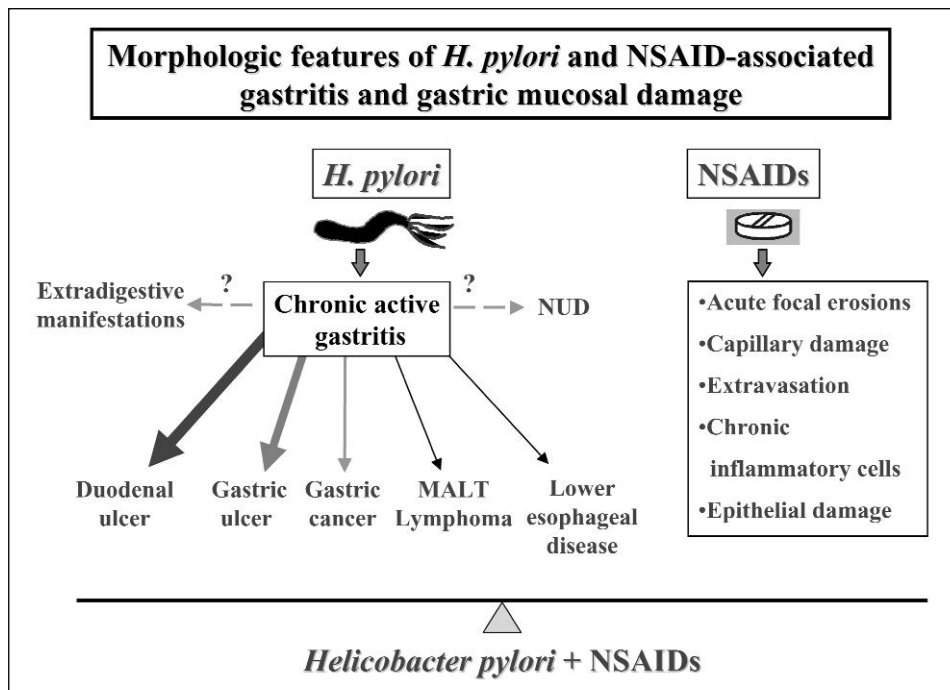 Morphologic features of H. pylori and NSAID-associated
gastritis and gastric mucosal damage
H. pylori
NSAIDs
?
?
Extradigestive
manifestations
Chronic active
gastritis
NUD
Duodenal
ulcer
Gastric
ulcer
Gastric
cancer
MALT
Lymphoma
Lower
esophageal
disease
•Acute focal erosions
•Capillary damage
•Extravasation
•Chronic
inflammatory cells
•Epithelial damage
Helicobacter pylori + NSAIDs